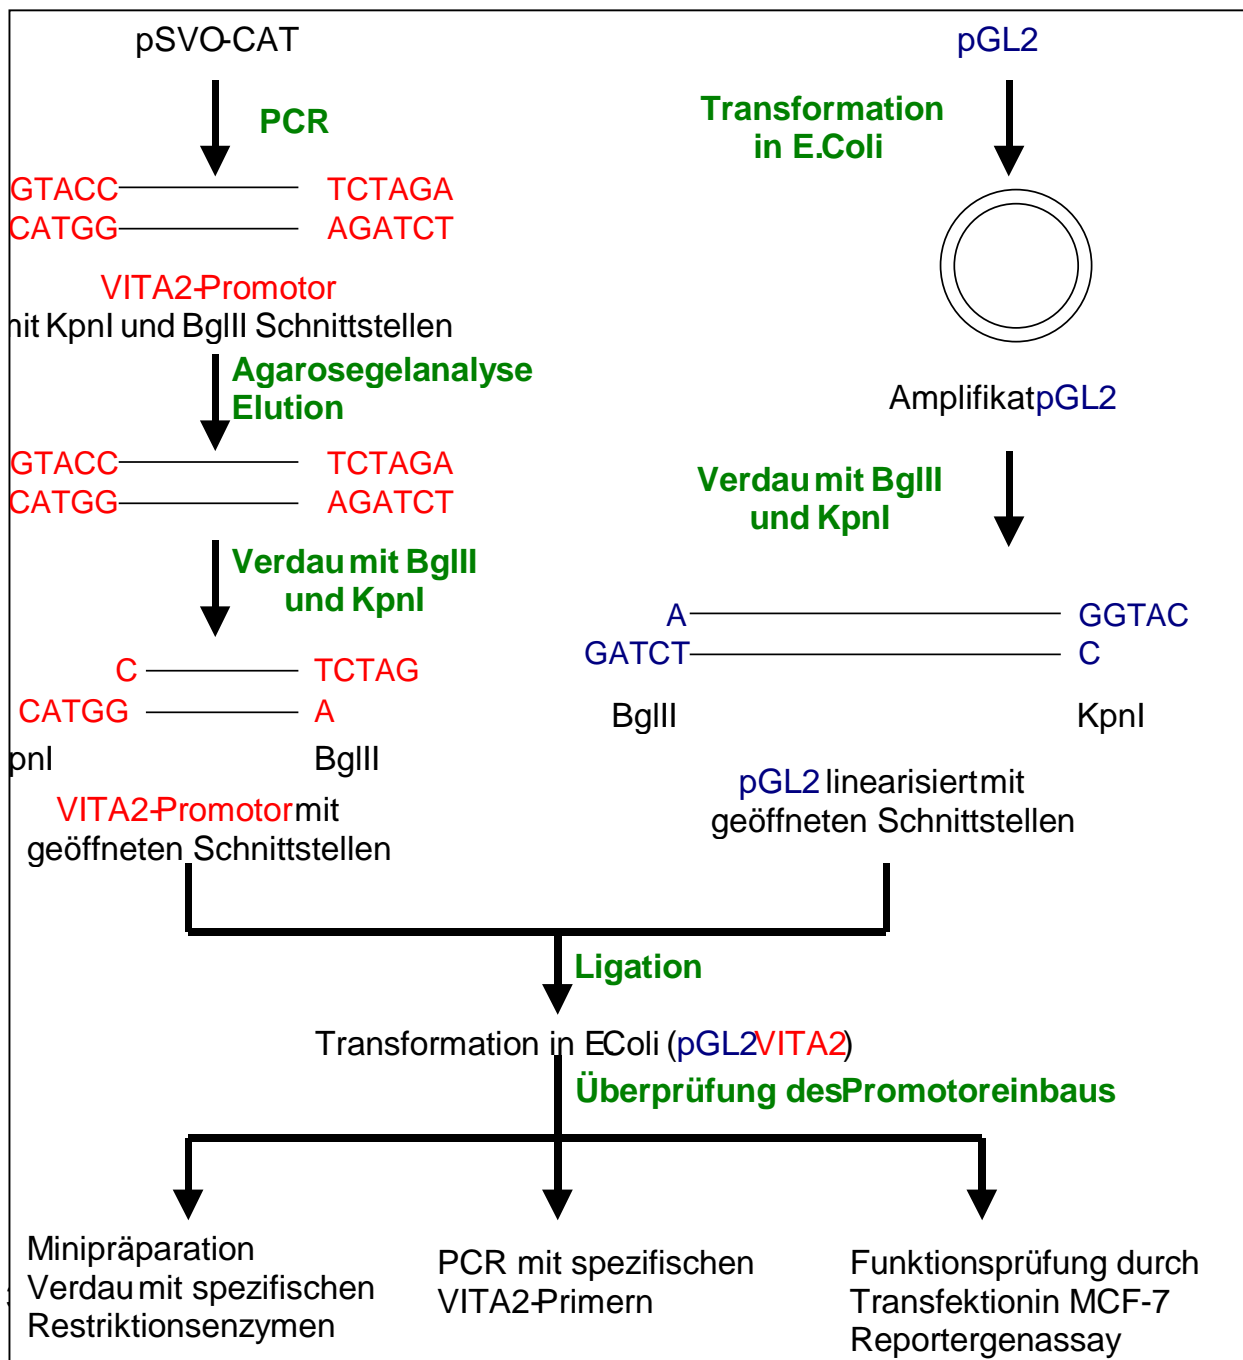 pSVO-CAT
PCR
GTACC TCTAGA
CATGG AGATCT
VITA2-Promotor
nit KpnI und BglII Schnittstellen
Agarosegelanalyse
Elution
GTACC TCTAGA
CATGG AGATCT
Verdau mit BglII
und KpnI
C TCTAG
CATGG A
pnI BglII
VITA2-Promotor mit
geöffneten Schnittstellen
pGL2
Transformation
in E.Coli
Amplifikat pGL2
Verdau mit BglII
und KpnI
A GGTAC
GATCT C
BglII KpnI
pGL2 linearisiert mit
geöffneten Schnittstellen
Ligation
Transformation in E.Coli (pGL2VITA2)
Überprüfung des Promotoreinbaus
Minipräparation
Verdau mit spezifischen
Restriktionsenzymen
PCR mit spezifischen
VITA2-Primern
Funktionsprüfung durch
Transfektion in MCF-7
Reportergenassay